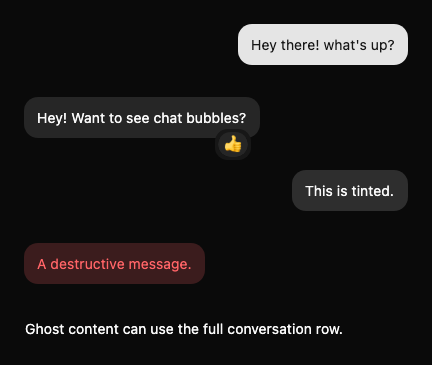 Hey there! what's up?
Hey! Want to see chat bubbles?
This is tinted.
A destructive message.
Ghost content can use the full conversation row.